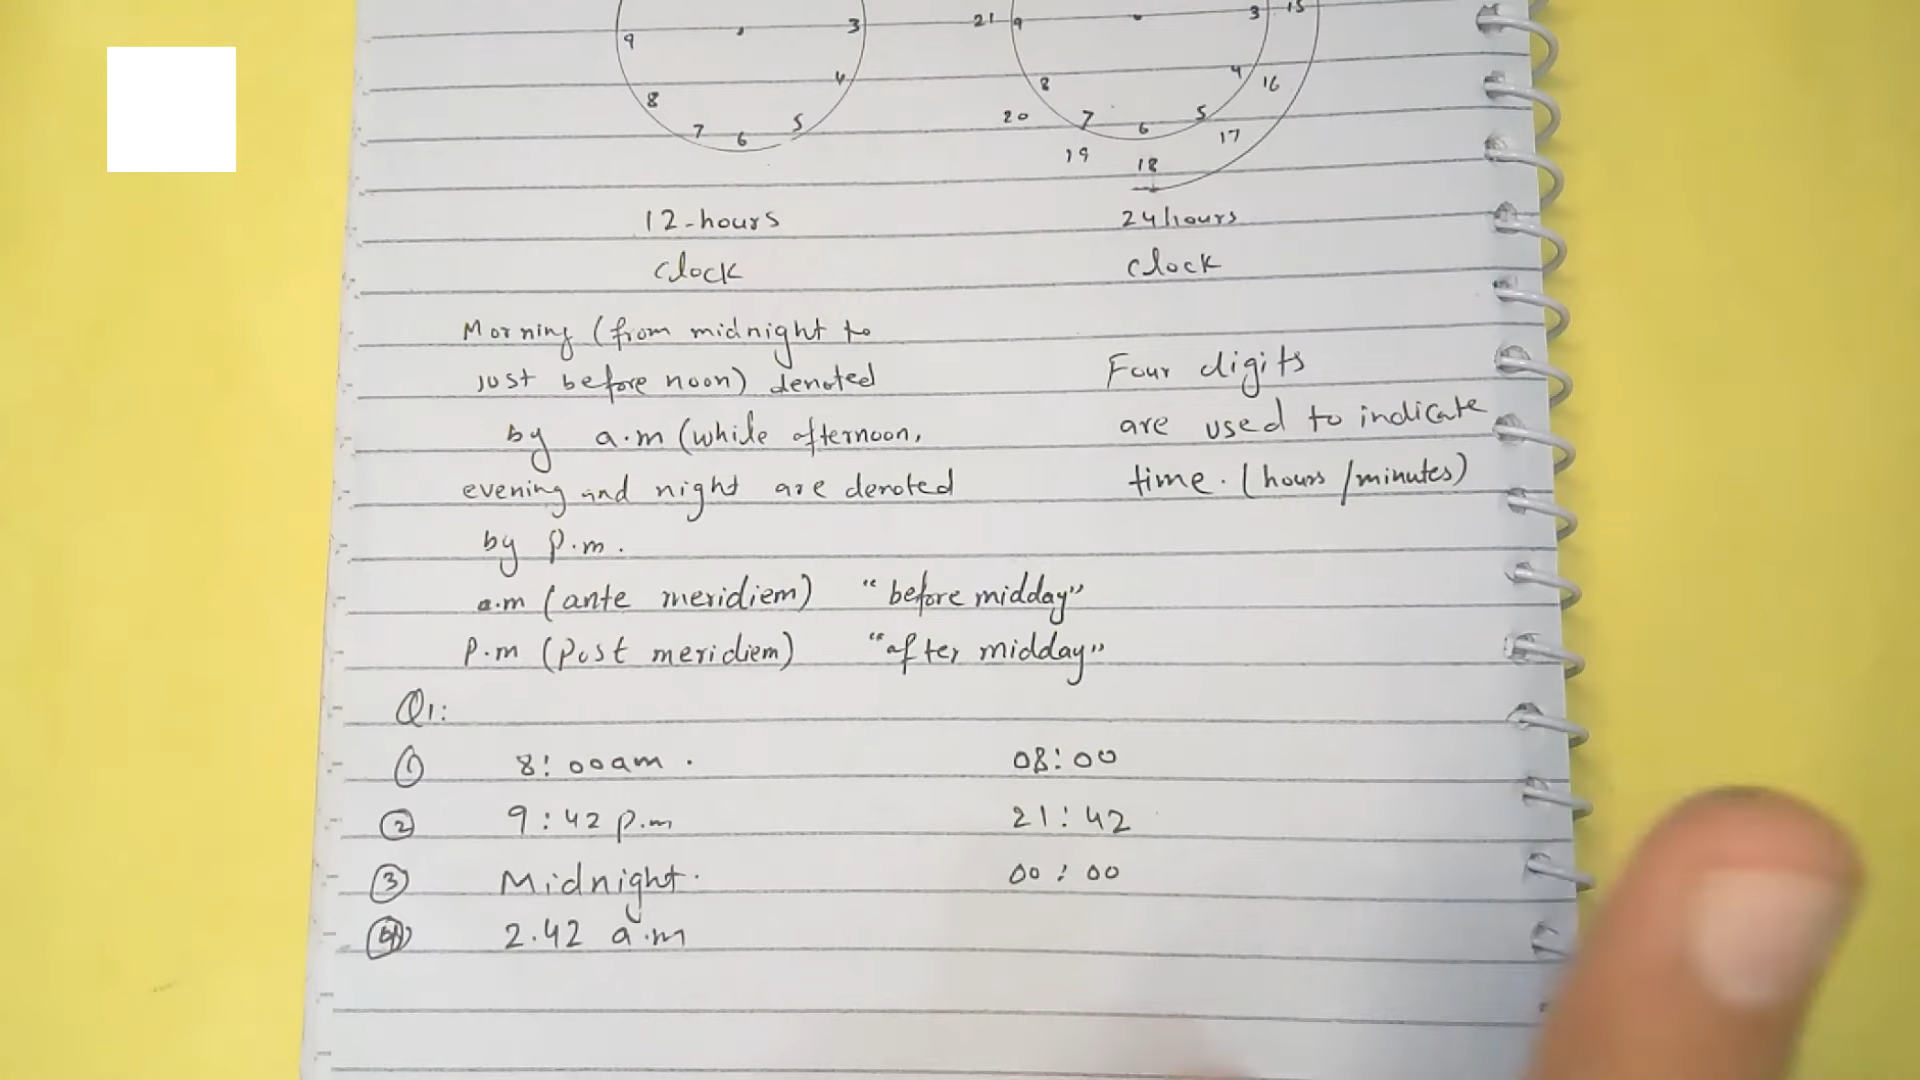 9 3 21 9 3 15
8 4 8 4 16
7 6 5 20 7 6 5 17
19 18
12-hours 24 hours
clock clock
Morning (from midnight to
just before noon) denoted
by a.m (while afternoon,
evening and night are denoted
by p.m.
Four digits
are used to indicate
time. (hours/minutes)
a.m (ante meridiem) "before midday"
P.m (Post meridiem) "after midday"
Q1:
① 8:00am. 08:00
② 9:42 p.m 21:42
③ Midnight. 00:00
④ 2.42 a.m